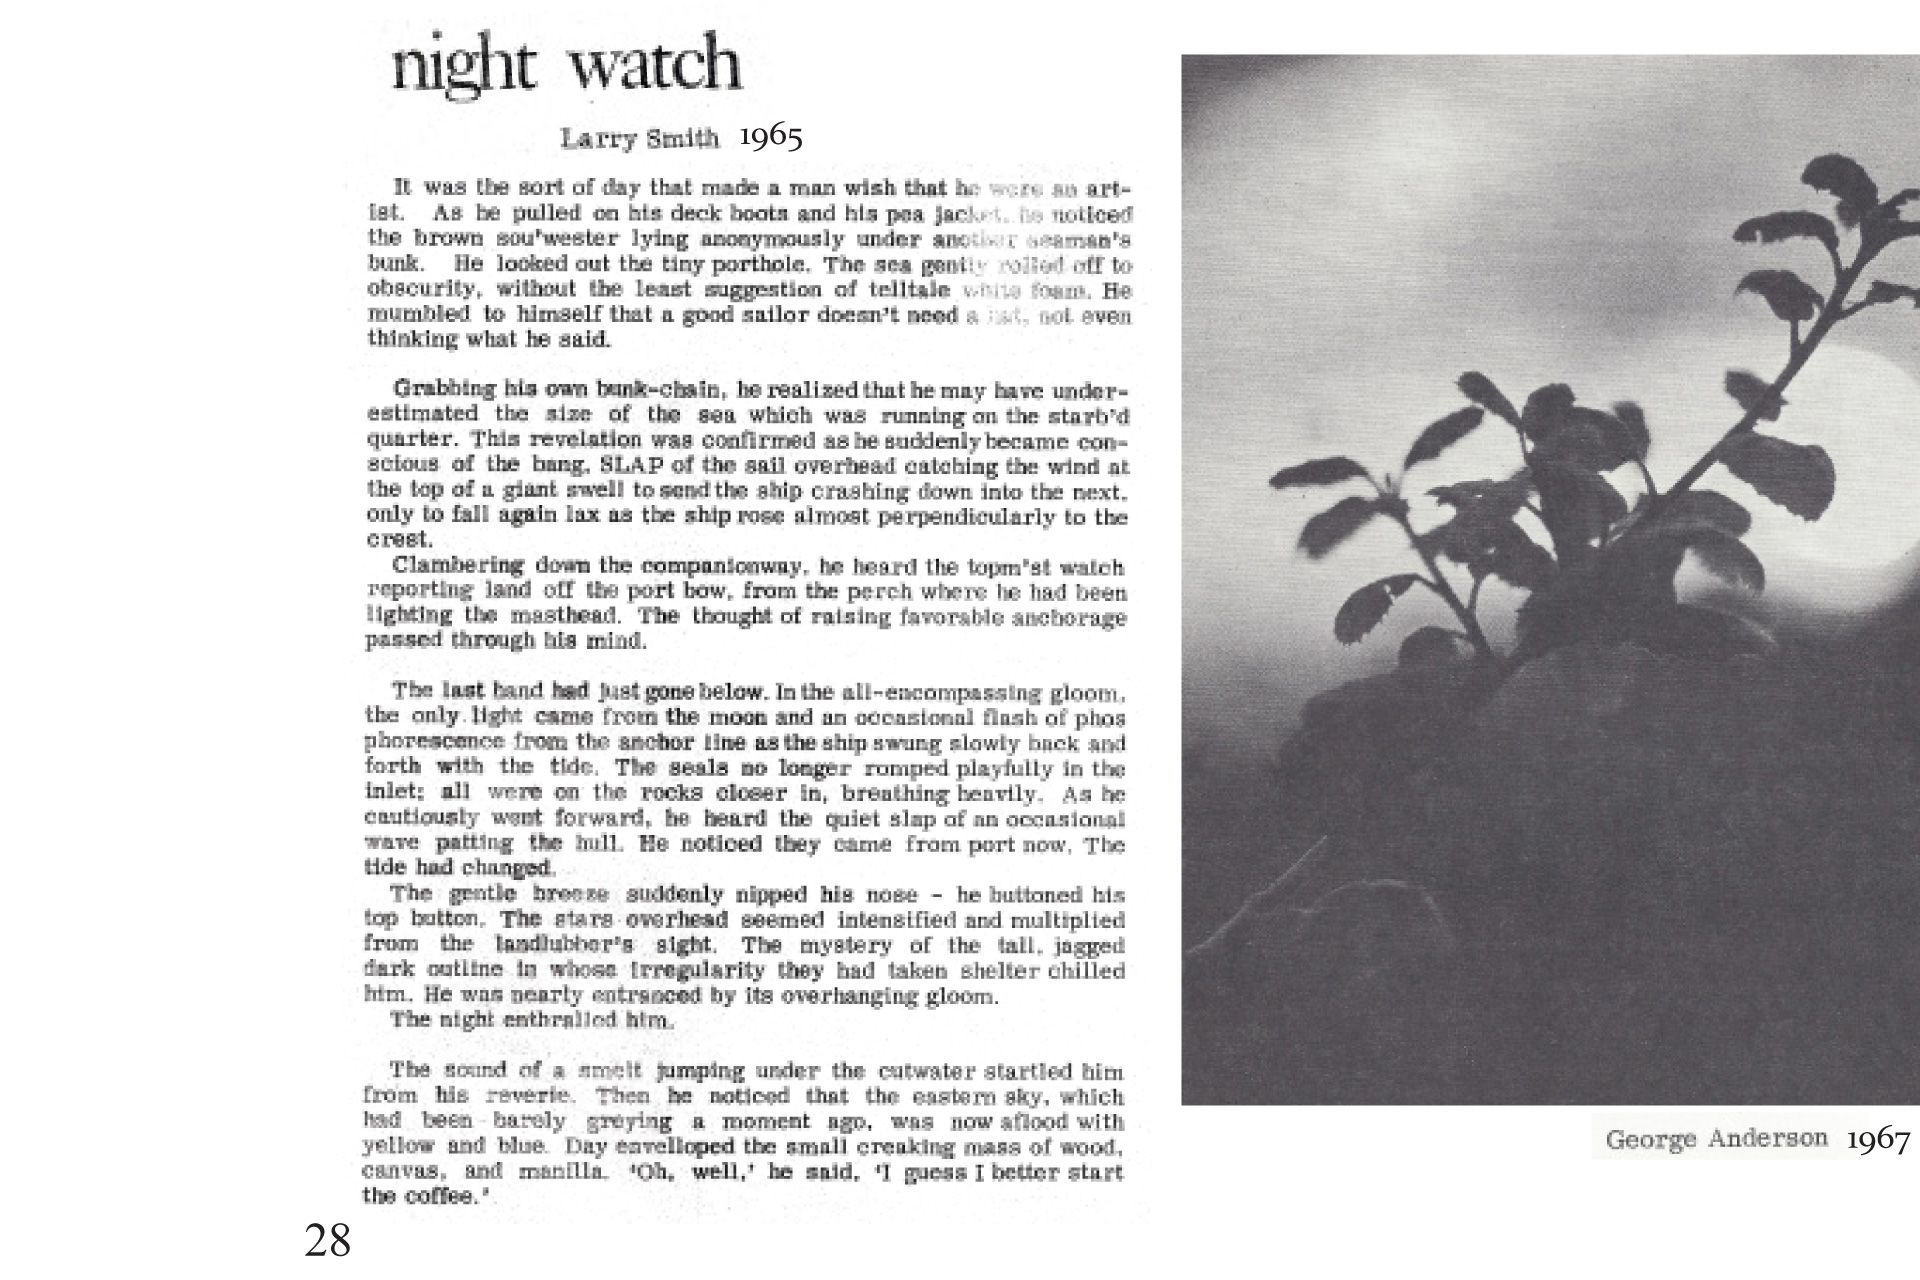 night watch
Larry Smith 1965
It was the sort of day that made a man wish that he were an art-
ist. As he pulled on his deck boots and his pea jacket, he noticed
the brown sou'wester lying anonymously under another seaman's
bunk. He looked out the tiny porthole. The sea gently rolled off to
obscurity, without the least suggestion of telltale white foam. He
mumbled to himself that a good sailor doesn't need a hat, not even
thinking what he said.
Grabbing his own bunk-chain, he realized that he may have under-
estimated the size of the sea which was running on the starb'd
quarter. This revelation was confirmed as he suddenly became con-
scious of the bang, SLAP of the sail overhead catching the wind at
the top of a giant swell to send the ship crashing down into the next,
only to fall again lax as the ship rose almost perpendicularly to the
crest.
Clambering down the companionway, he heard the topm'st watch
reporting land off the port bow, from the perch where he had been
lighting the masthead. The thought of raising favorable anchorage
passed through his mind.
The last hand had just gone below. In the all-encompassing gloom,
the only light came from the moon and an occasional flash of phos
phorescence from the anchor line as the ship swung slowly back and
forth with the tide. The seals no longer romped playfully in the
inlet; all were on the rocks closer in, breathing heavily. As he
cautiously went forward, he heard the quiet slap of an occasional
wave patting the hull. He noticed they came from port now. The
tide had changed.
The gentle breeze suddenly nipped his nose - he buttoned his
top button. The stars overhead seemed intensified and multiplied
from the landlubber's sight. The mystery of the tall, jagged
dark outline in whose irregularity they had taken shelter chilled
him. He was nearly entranced by its overhanging gloom.
The night enthralled him.
The sound of a smelt jumping under the cutwater startled him
from his reverie. Then he noticed that the eastern sky, which
had been barely greying a moment ago, was now aflood with
yellow and blue. Day envelloped the small creaking mass of wood,
canvas, and manilla. 'Oh, well,' he said, 'I guess I better start
the coffee.'
28
George Anderson 1967